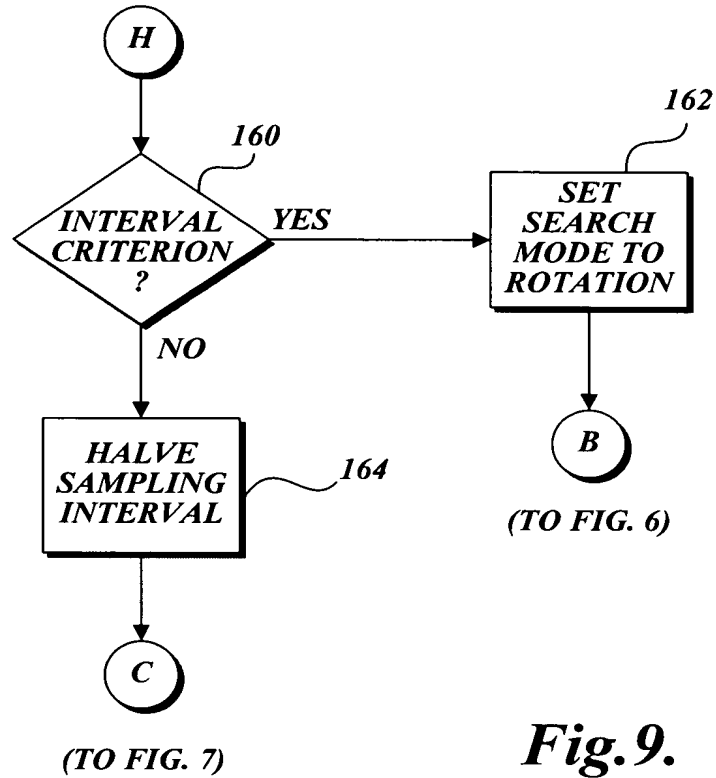 H
160
INTERVAL
CRITERION
?
YES
162
SET
SEARCH
MODE TO
ROTATION
NO
B
(TO FIG. 6)
HALVE
SAMPLING
INTERVAL
164
C
(TO FIG. 7)
Fig.9.